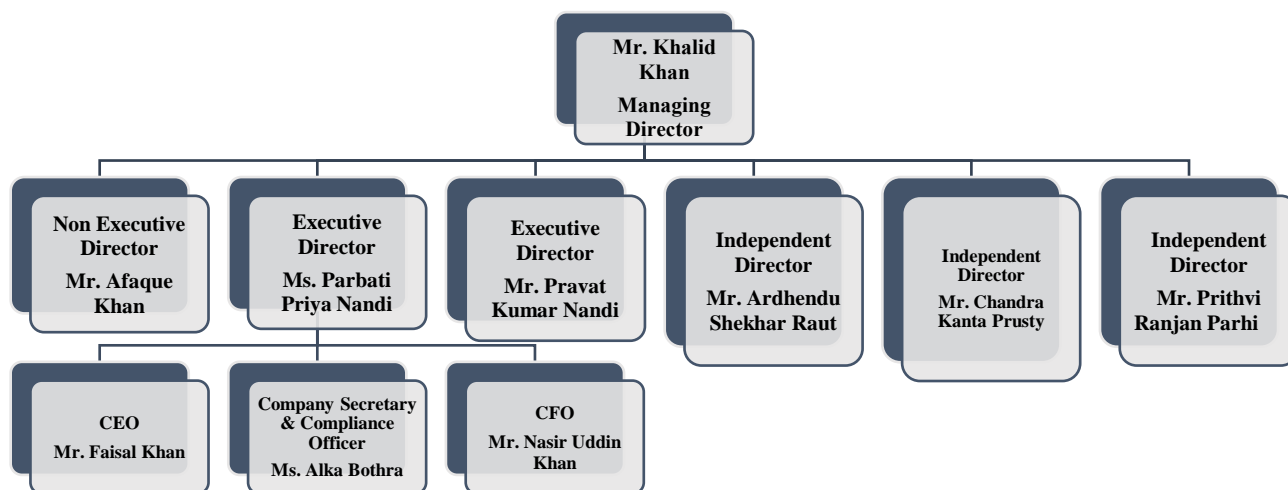 Mr. Khalid
Khan
Managing
Director
Non Executive
Director
Mr. Afaque
Khan
Executive
Director
Ms. Parbati
Priya Nandi
Executive
Director
Mr. Pravat
Kumar Nandi
Independent
Director
Mr. Ardhendu
Shekhar Raut
Independent
Director
Mr. Chandra
Kanta Prusty
Independent
Director
Mr. Prithvi
Ranjan Parhi
CEO
Mr. Faisal Khan
Company Secretary
& Compliance
Officer
Ms. Alka Bothra
CFO
Mr. Nasir Uddin
Khan